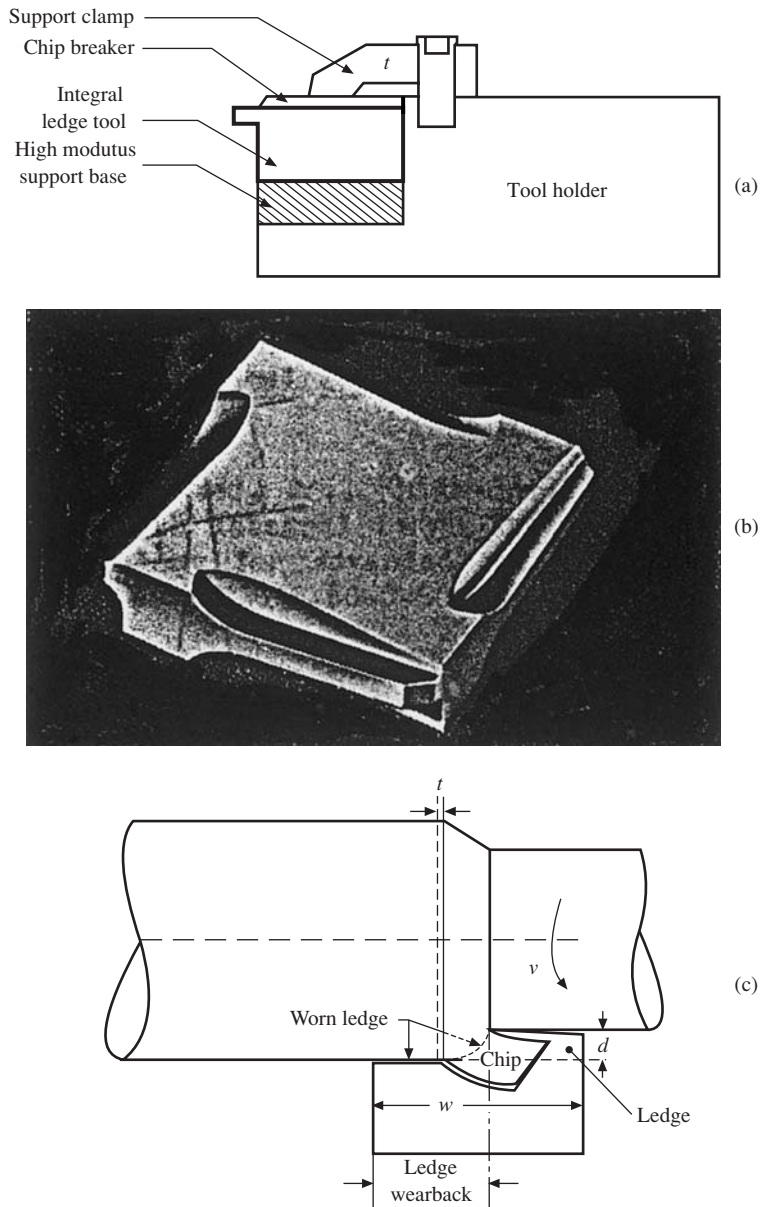 Support clamp
Chip breaker
Integral
ledge tool
High modutus
support base
t
Tool holder
(a)
(b)
t
v
(c)
Worn ledge
Chip
d
w
Ledge
Ledge
wearback